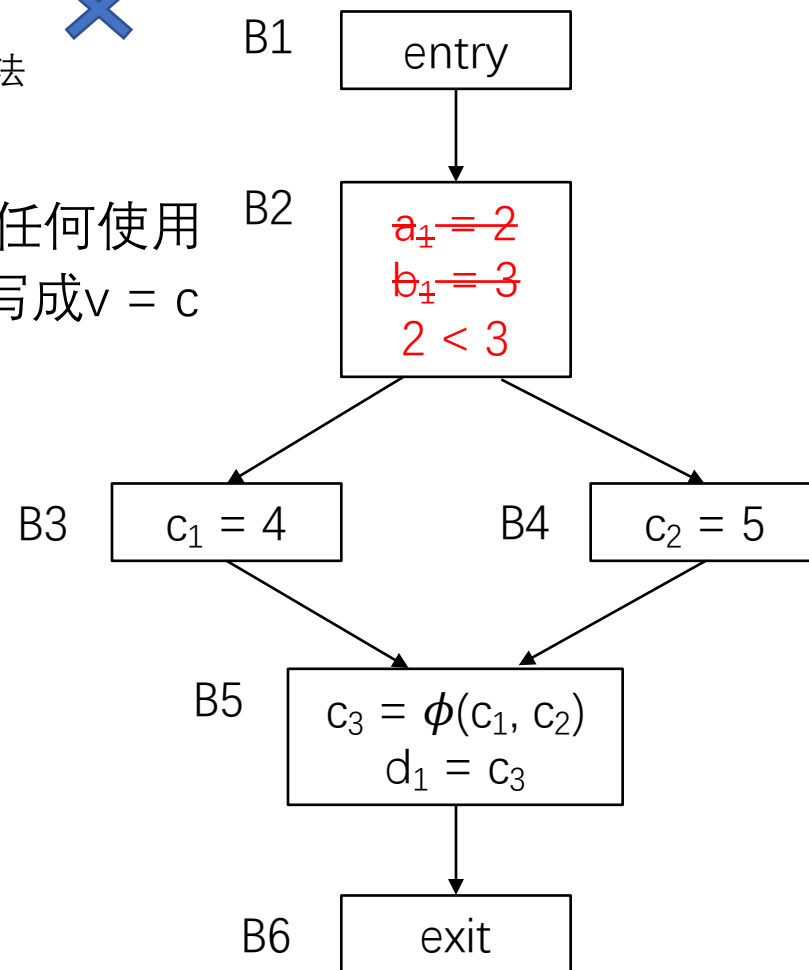 法
任何使用
写成v = c
B1
entry
B2
a₁ = 2
b₁ = 3
2 < 3
B3
c₁ = 4
B4
c₂ = 5
B5
c₃ = ϕ(c₁, c₂)
d₁ = c₃
B6
exit